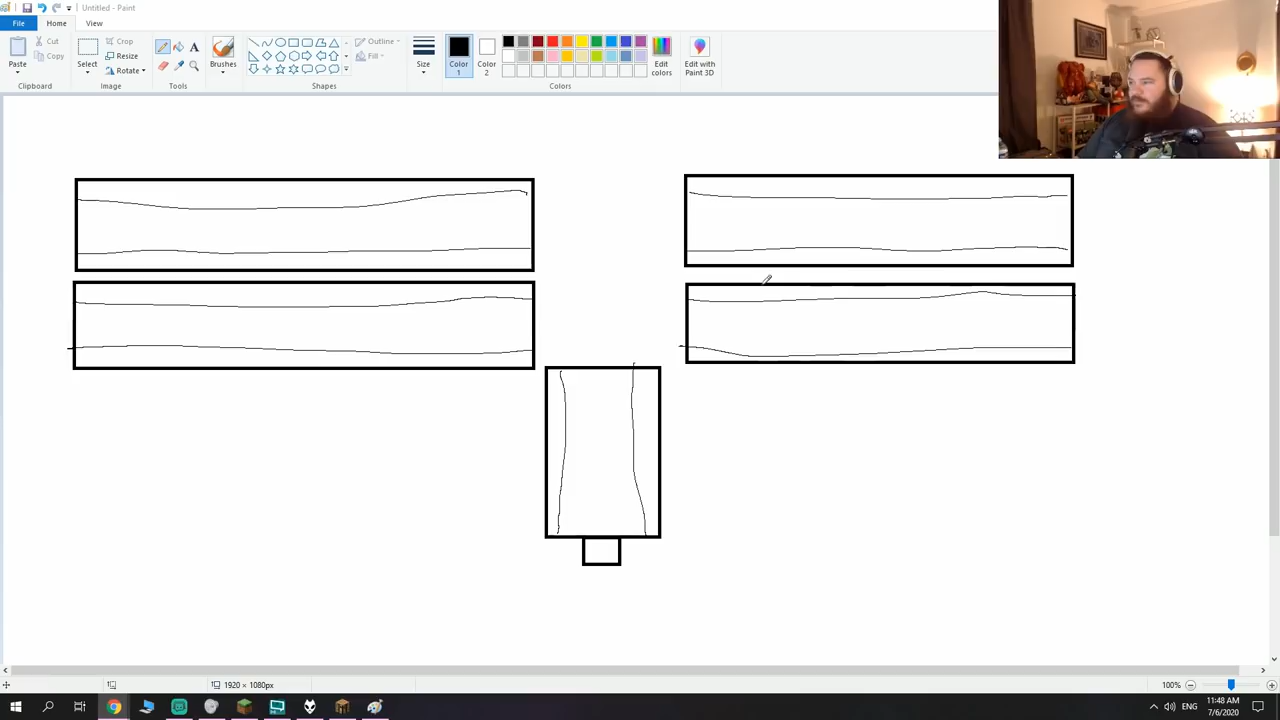 Untitled - Paint
File
Home
View
Paste
Cut
Copy
Clipboard
Select
Crop
Resize
Rotate
Image
A
Tools
Brushes
Outline
Fill
Shapes
Size
Color
1
Color
2
Edit
colors
Edit with
Paint 3D
Colors
1920 × 1080px
100%
11:48 AM
ENG
7/6/2020